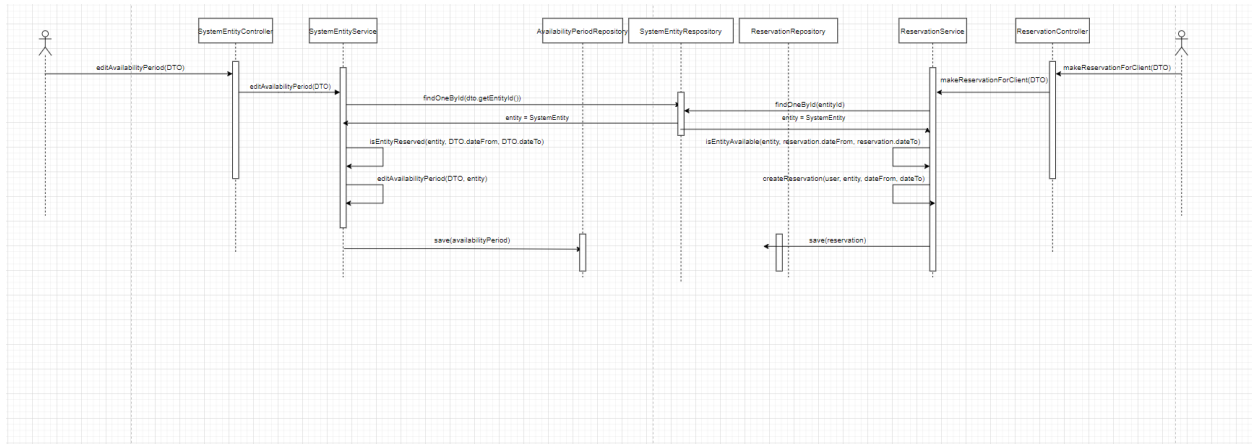 SystemEntityController
SystemEntityService
AvailabilityPeriodRepository
SystemEntityRespository
ReservationRepository
ReservationService
ReservationController
editAvailabilityPeriod(DTO)
makeReservationForClient(DTO)
editAvailabilityPeriod(DTO)
makeReservationForClient(DTO)
findOneById(dto.getEntityId())
findOneById(entityId)
entity = SystemEntity
entity = SystemEntity
isEntityReserved(entity, DTO.dateFrom, DTO.dateTo)
isEntityAvailable(entity, reservation.dateFrom, reservation.dateTo)
editAvailabilityPeriod(DTO, entity)
createReservation(user, entity, dateFrom, dateTo)
save(availabilityPeriod)
save(reservation)